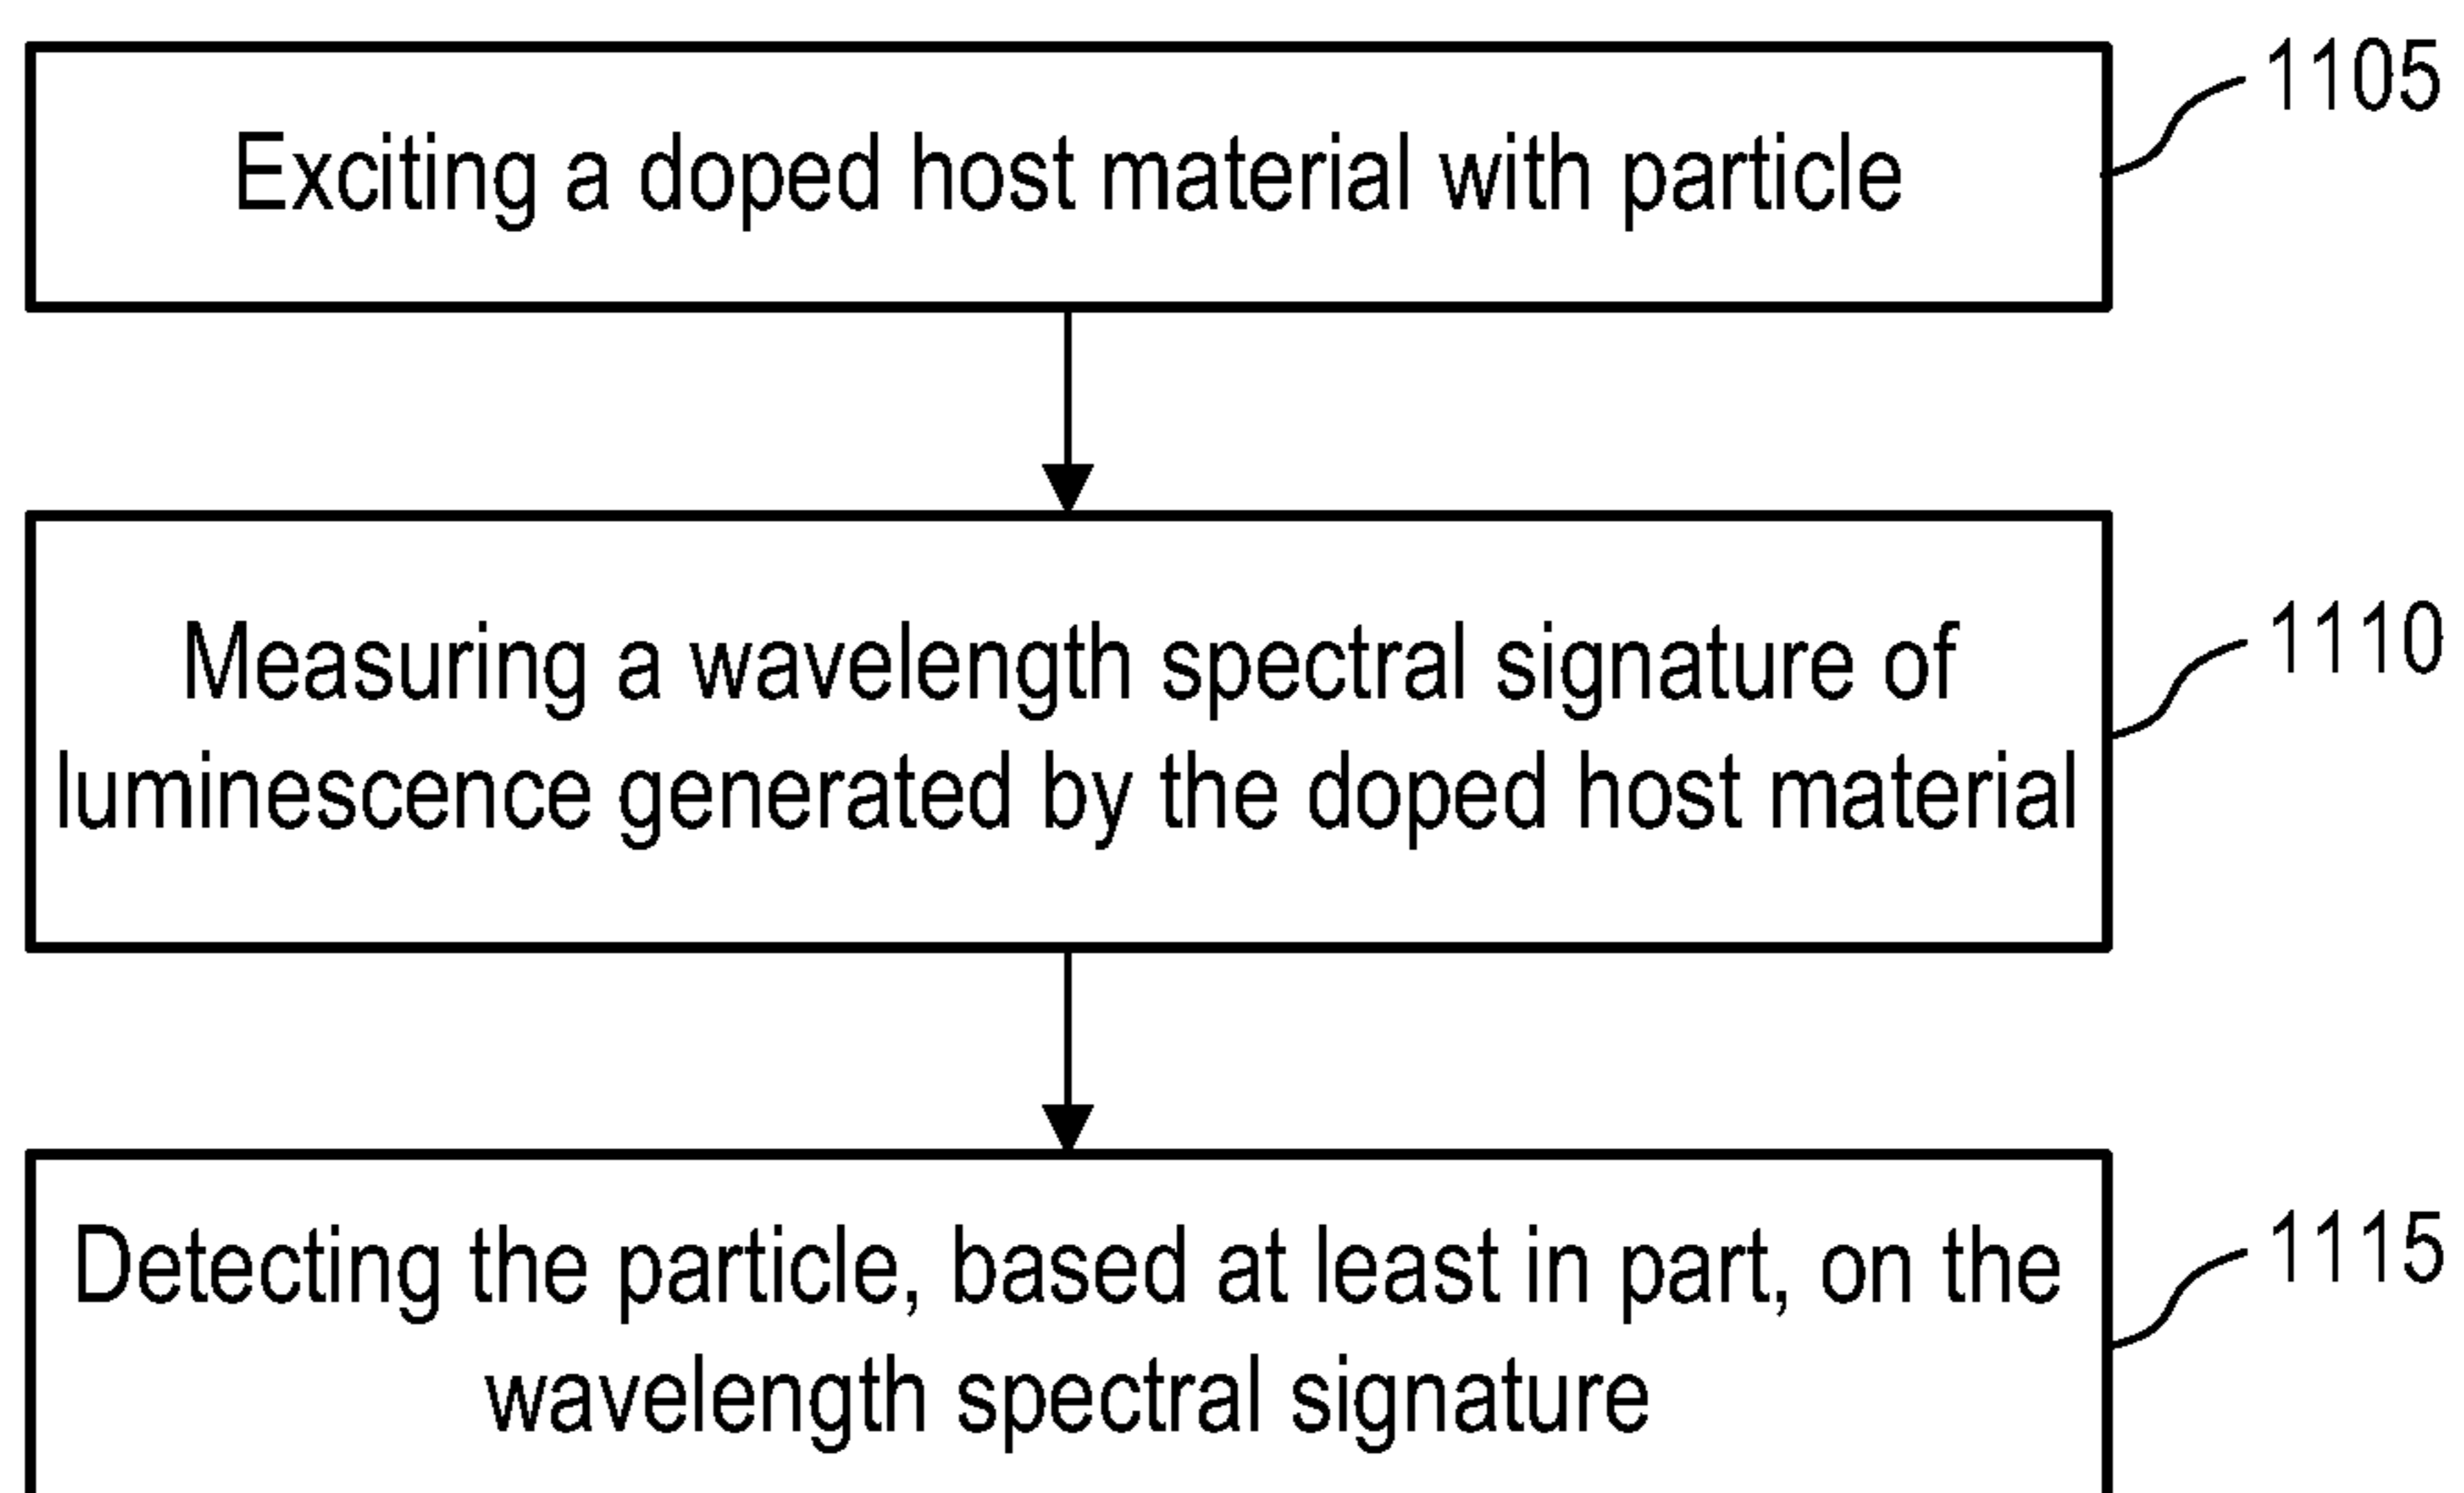 Exciting a doped host material with particle
1105
Measuring a wavelength spectral signature of
luminescence generated by the doped host material
1110
Detecting the particle, based at least in part, on the
wavelength spectral signature
1115